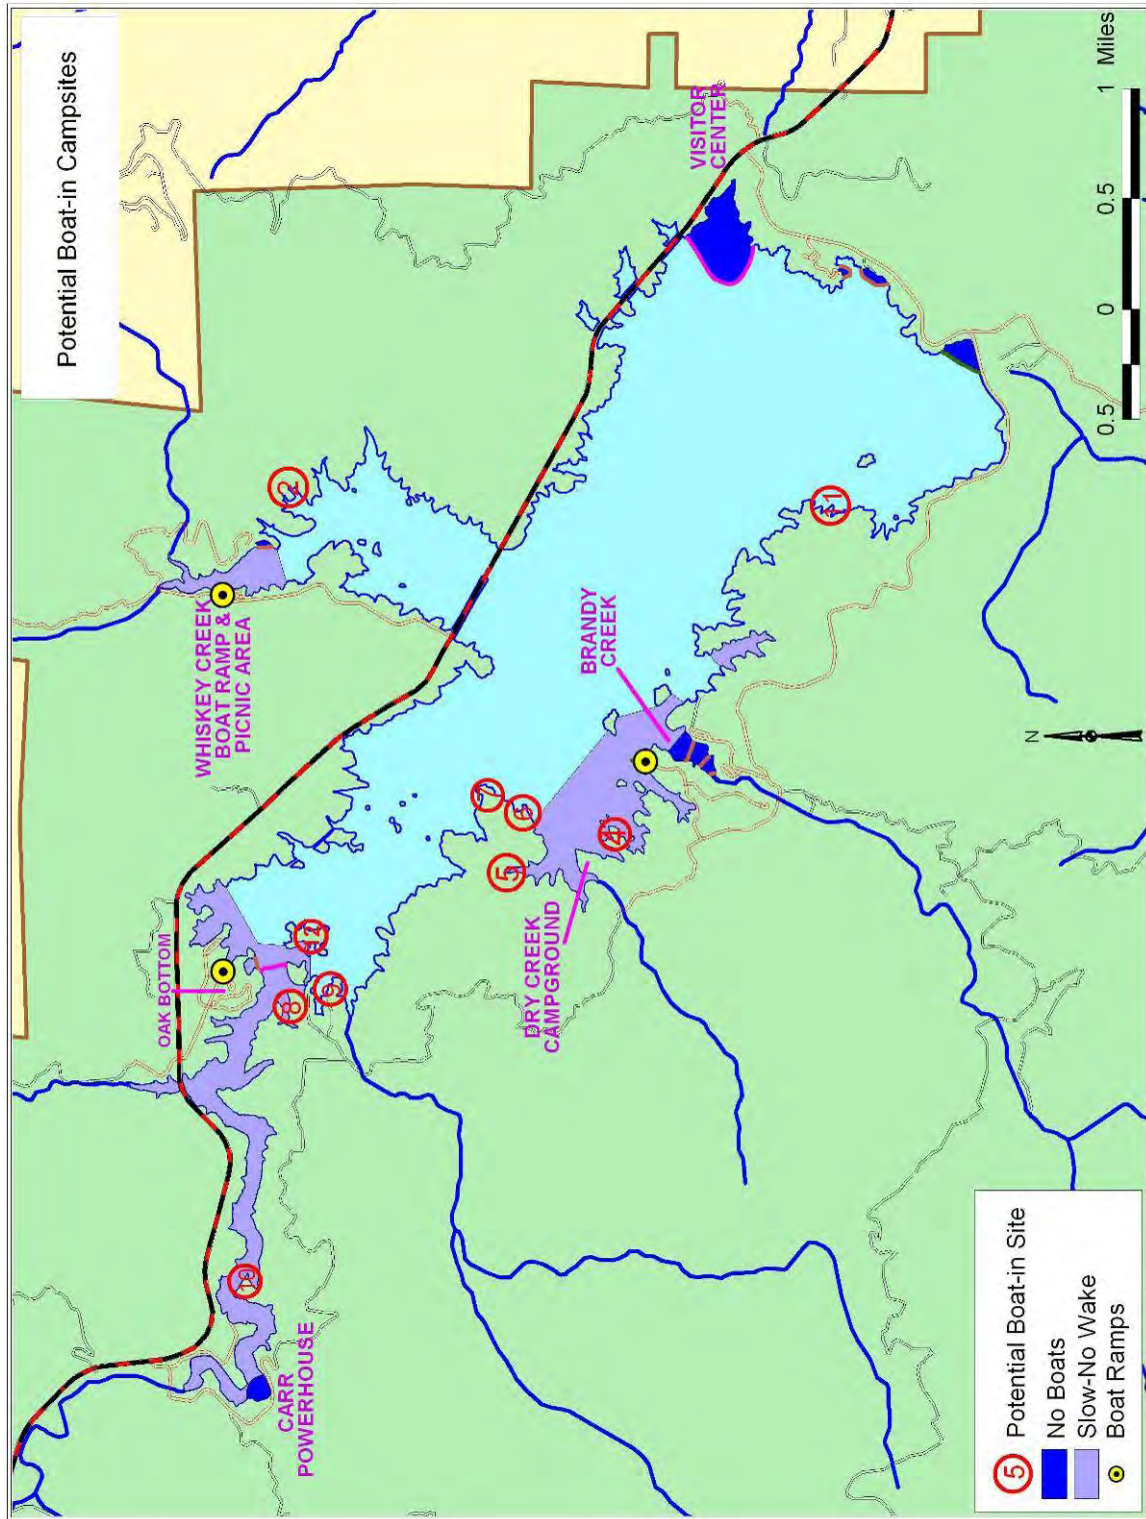 Potential Boat-in Campsites
WHISKEY CREEK
BOAT RAMP &
PICNIC AREA
OAK BOTTOM
CARR
POWERHOUSE
VISITOR
CENTER
BRANDY
CREEK
DRY CREEK
CAMPGROUND
2
4
5
6
7
8
9
11
12
N
0.5
0
0.5
1
Miles
5
Potential Boat-in Site
No Boats
Slow-No Wake
Boat Ramps